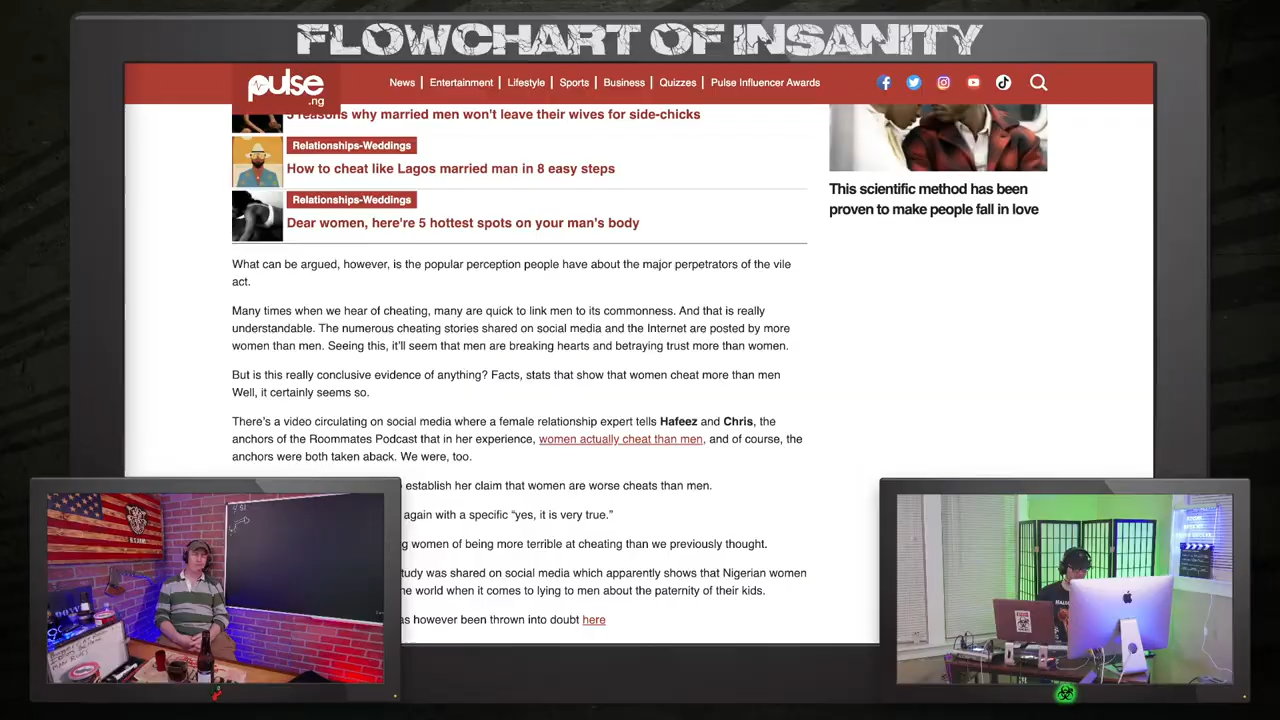 FLOWCHART OF INSANITY
pulse
.ng
News Entertainment Lifestyle Sports Business Quizzes Pulse Influencer Awards
5 reasons why married men won't leave their wives for side-chicks
Relationships-Weddings
How to cheat like Lagos married man in 8 easy steps
Relationships-Weddings
Dear women, here're 5 hottest spots on your man's body
This scientific method has been
proven to make people fall in love
What can be argued, however, is the popular perception people have about the major perpetrators of the vile
act.
Many times when we hear of cheating, many are quick to link men to its commonness. And that is really
understandable. The numerous cheating stories shared on social media and the Internet are posted by more
women than men. Seeing this, it'll seem that men are breaking hearts and betraying trust more than women.
But is this really conclusive evidence of anything? Facts, stats that show that women cheat more than men
Well, it certainly seems so.
There's a video circulating on social media where a female relationship expert tells Hafeez and Chris, the
anchors of the Roommates Podcast that in her experience, women actually cheat than men, and of course, the
anchors were both taken aback. We were, too.
establish her claim that women are worse cheats than men.
again with a specific “yes, it is very true.”
g women of being more terrible at cheating than we previously thought.
tudy was shared on social media which apparently shows that Nigerian women
he world when it comes to lying to men about the paternity of their kids.
as however been thrown into doubt here